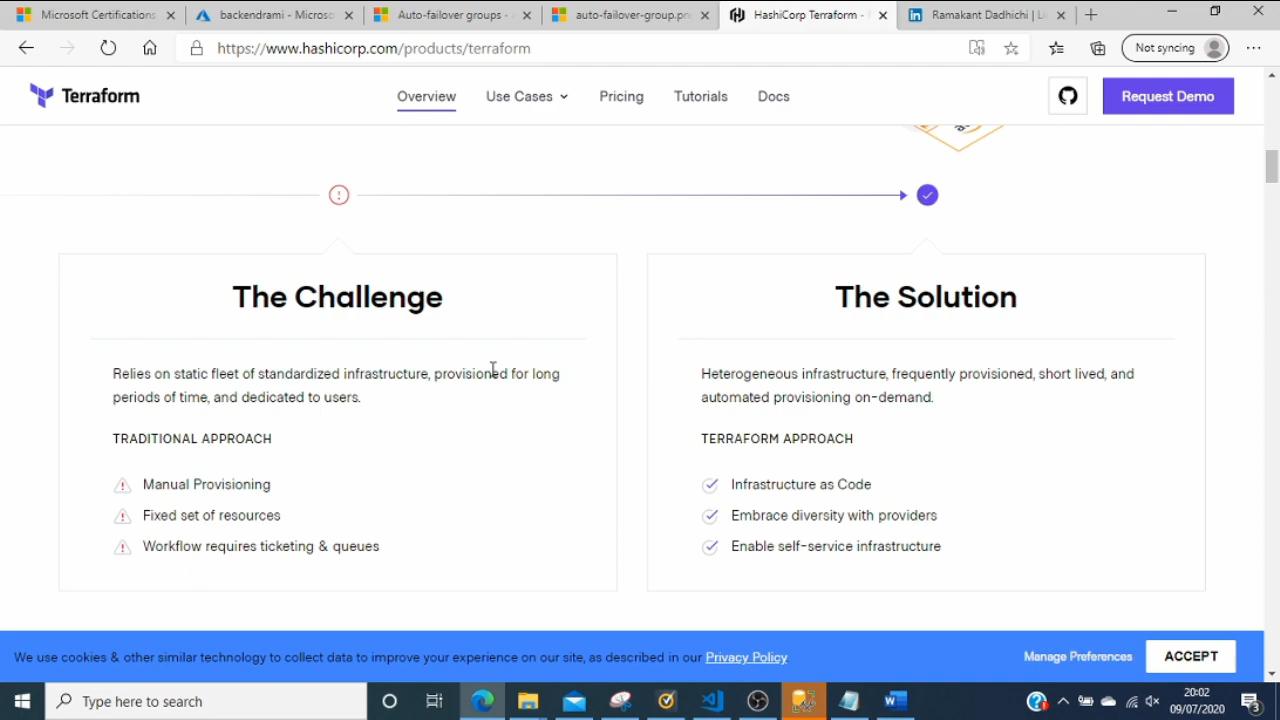 Microsoft Certifications
backendrami - Microso
Auto-failover groups - A
auto-failover-group.pn
HashiCorp Terraform -
Ramakant Dadhichi | Li
https://www.hashicorp.com/products/terraform
Not syncing
Terraform
Overview
Use Cases
Pricing
Tutorials
Docs
Request Demo
The Challenge
Relies on static fleet of standardized infrastructure, provisioned for long
periods of time, and dedicated to users.
TRADITIONAL APPROACH
Manual Provisioning
Fixed set of resources
Workflow requires ticketing & queues
The Solution
Heterogeneous infrastructure, frequently provisioned, short lived, and
automated provisioning on-demand.
TERRAFORM APPROACH
Infrastructure as Code
Embrace diversity with providers
Enable self-service infrastructure
We use cookies & other similar technology to collect data to improve your experience on our site, as described in our Privacy Policy
Manage Preferences
ACCEPT
Type here to search
20:02
09/07/2020
3